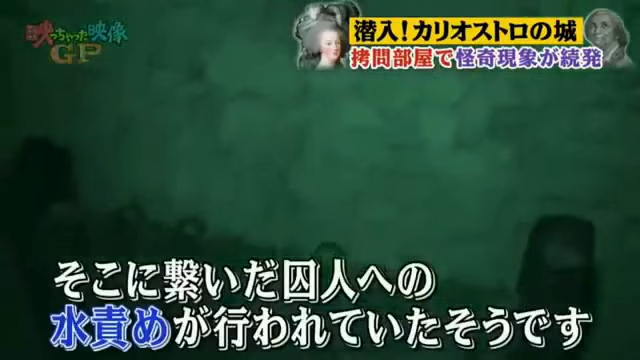 映っちゃった映像
GP
潜入!カリオストロの城
拷問部屋で怪奇現象が続発
そこに繋いだ囚人への
水責めが行われていたそうです